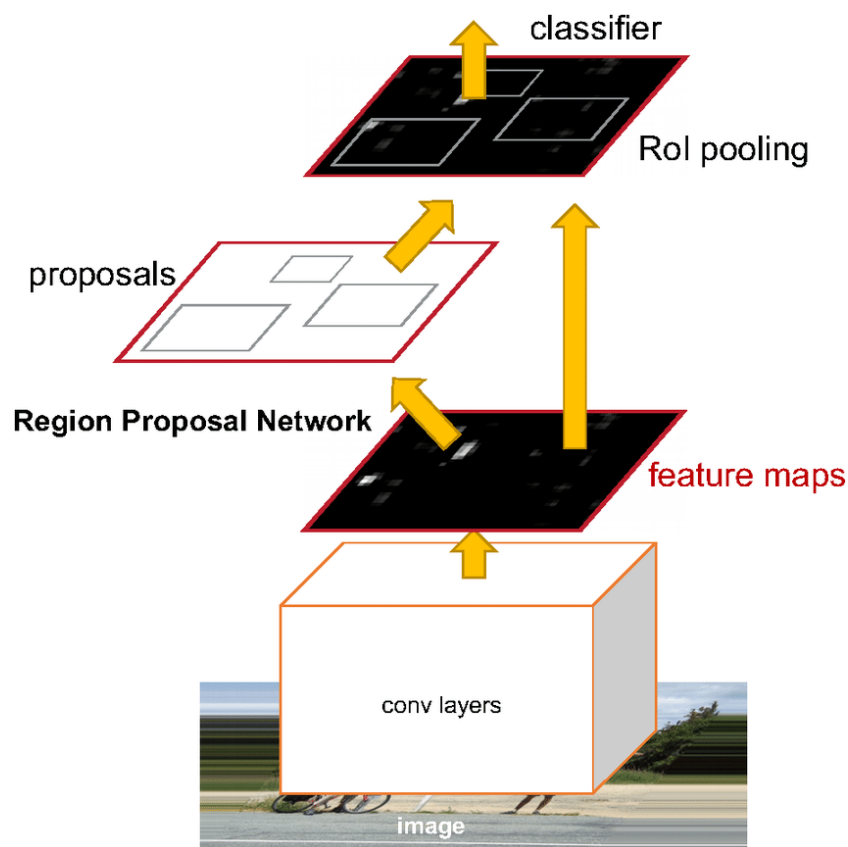 classifier
RoI pooling
proposals
Region Proposal Network
feature maps
conv layers
image